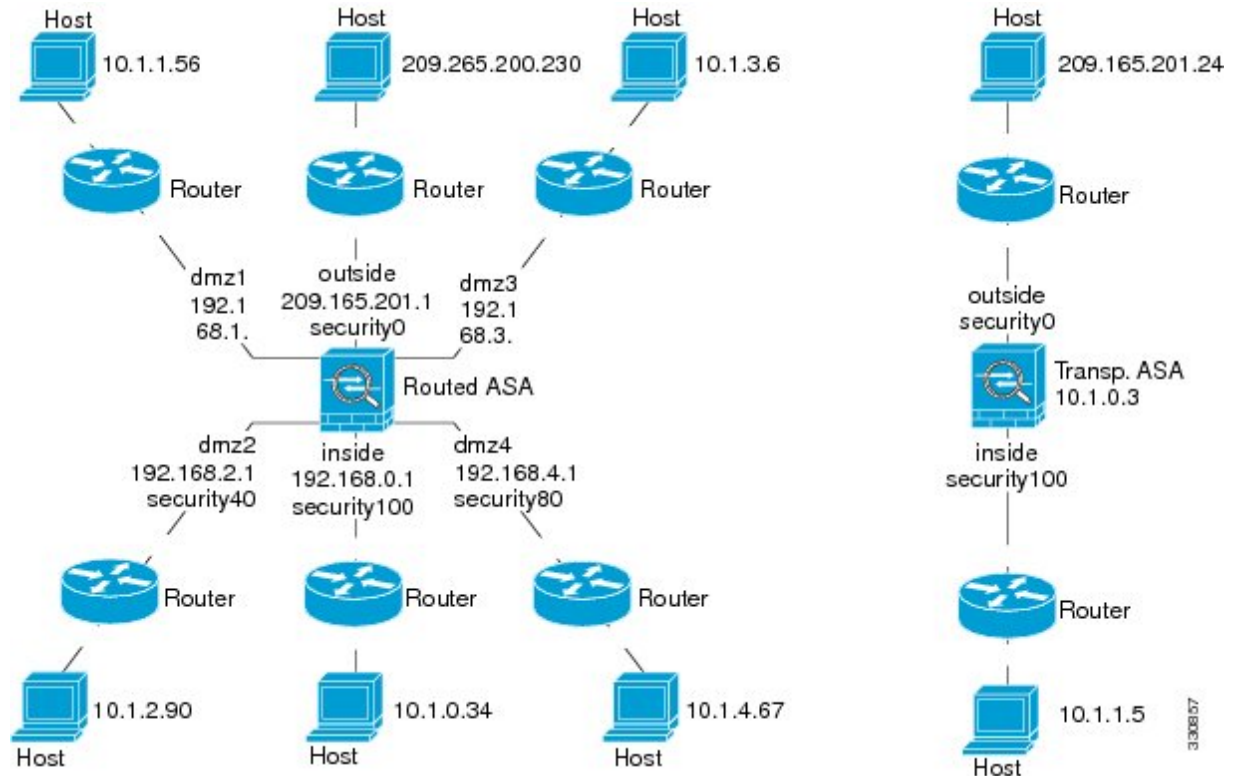 Host
Host
Host
Host
10.1.1.56
209.265.200.230
10.1.3.6
209.165.201.24
Router
Router
Router
Router
dmz1
192.1
68.1.
outside
209.165.201.1
security0
dmz3
192.1
68.3.
outside
security0
Routed ASA
Transp. ASA
10.1.0.3
dmz2
192.168.2.1
security40
inside
192.168.0.1
security100
dmz4
192.168.4.1
security80
inside
security100
Router
Router
Router
Router
10.1.2.90
10.1.0.34
10.1.4.67
10.1.1.5
Host
Host
Host
Host
330857